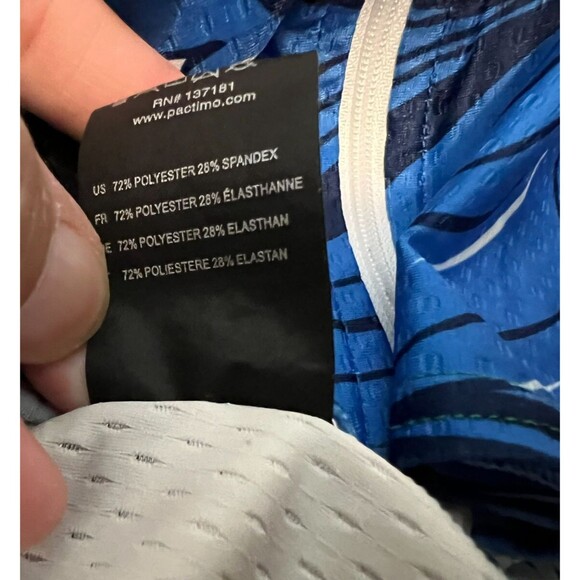 RN# 137181
www.pactimo.com
US 72% POLYESTER 28% SPANDEX
FR 72% POLYESTER 28% ÉLASTHANNE
72% POLYESTER 28% ELASTHAN
72% POLIESTERE 28% ELASTAN